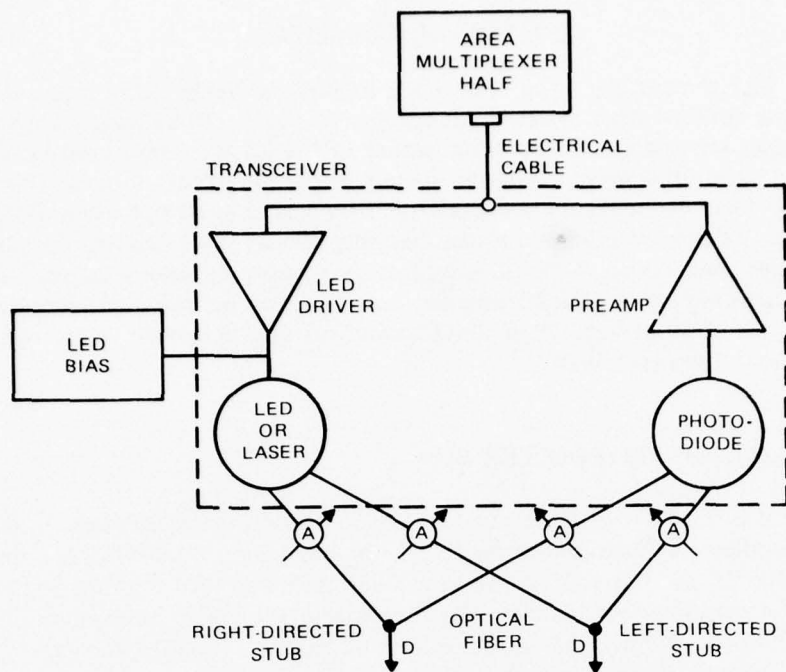 AREA
MULTIPLEXER
HALF
ELECTRICAL
CABLE
TRANSCEIVER
LED
DRIVER
PREAMP
LED
BIAS
LED
OR
LASER
PHOTO-
DIODE
A
A
A
A
RIGHT-DIRECTED
STUB
D
OPTICAL
FIBER
D
LEFT-DIRECTED
STUB